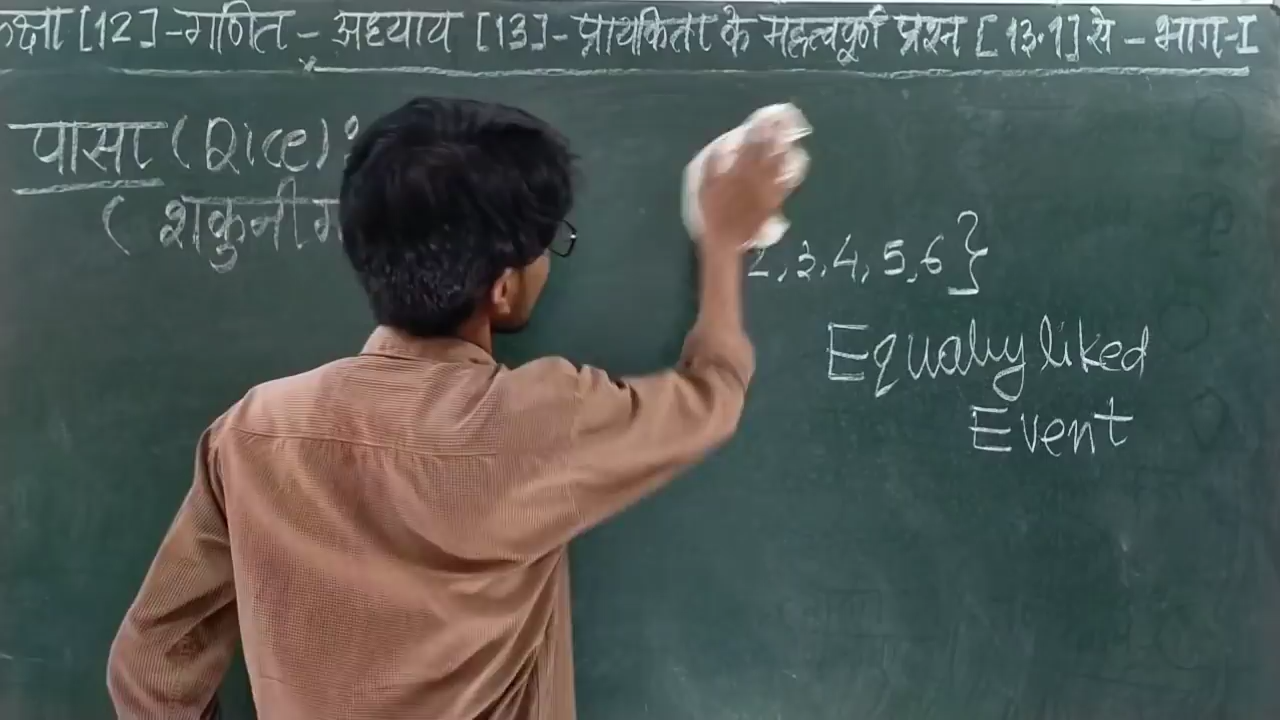 कक्षा [12]-गणित - अध्याय [13]- प्रायकिता के महत्वपूर्ण प्रश्न [13.1] से - भाग-I
पासा (Dice) :
( शकुनी
2, 3, 4, 5, 6 }
Equaly liked
Event